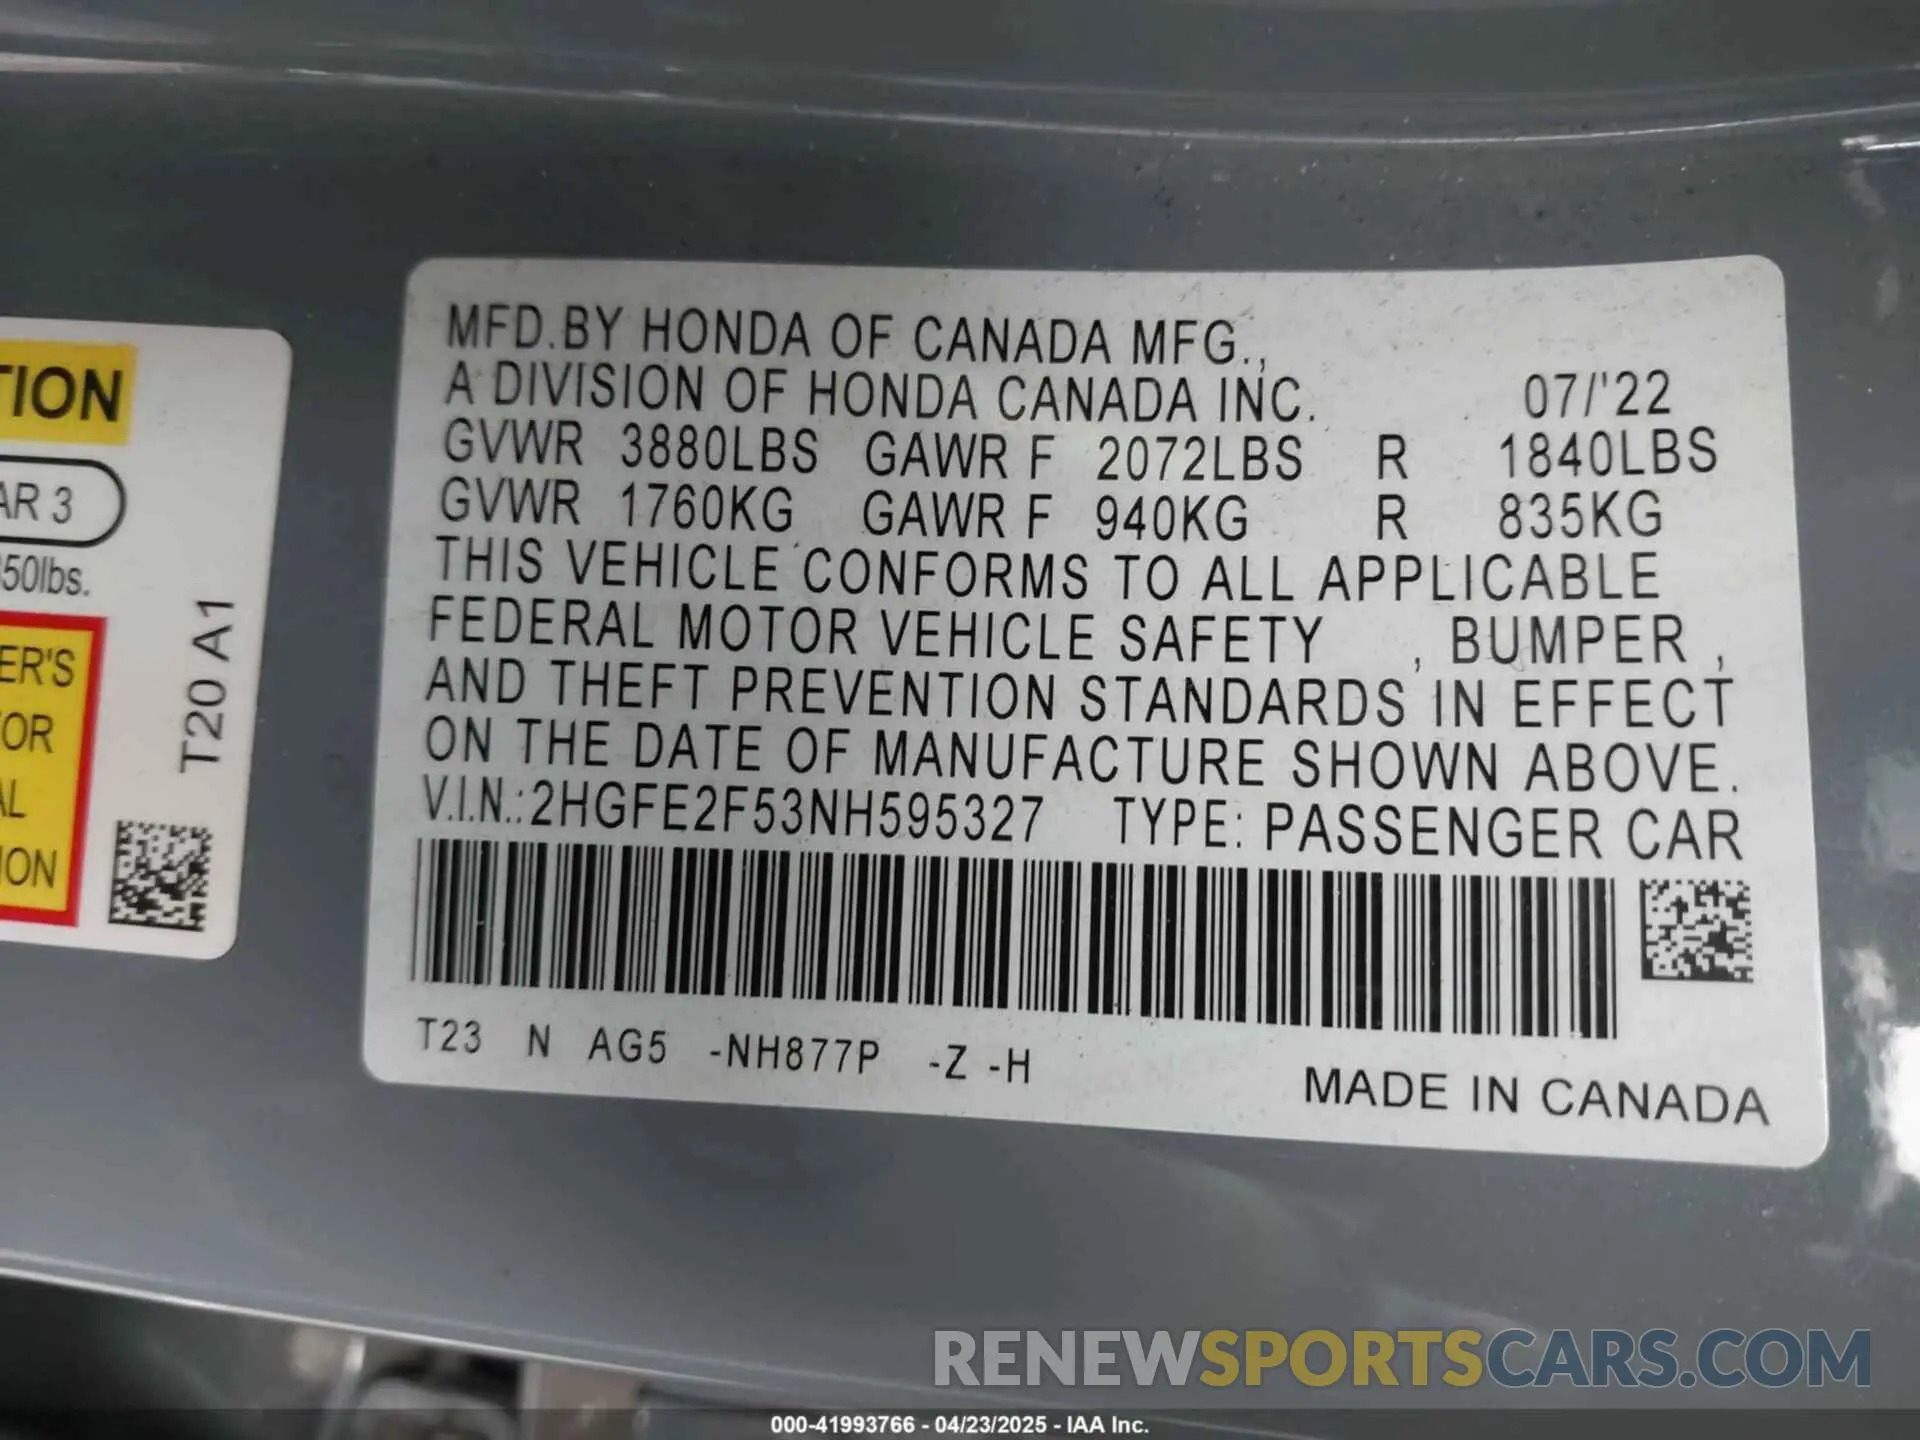 TION
AR 3
50lbs.
ER'S
OR
AL
ION
T20 A1
MFD.BY HONDA OF CANADA MFG.,
A DIVISION OF HONDA CANADA INC. 07/'22
GVWR 3880LBS GAWR F 2072LBS R 1840LBS
GVWR 1760KG GAWR F 940KG R 835KG
THIS VEHICLE CONFORMS TO ALL APPLICABLE
FEDERAL MOTOR VEHICLE SAFETY , BUMPER ,
AND THEFT PREVENTION STANDARDS IN EFFECT
ON THE DATE OF MANUFACTURE SHOWN ABOVE.
V.I.N.:2HGFE2F53NH595327 TYPE: PASSENGER CAR
T23 N AG5 -NH877P -Z -H
MADE IN CANADA
RENEWSPORTSCARS.COM
000-41993766 - 04/23/2025 - IAA Inc.